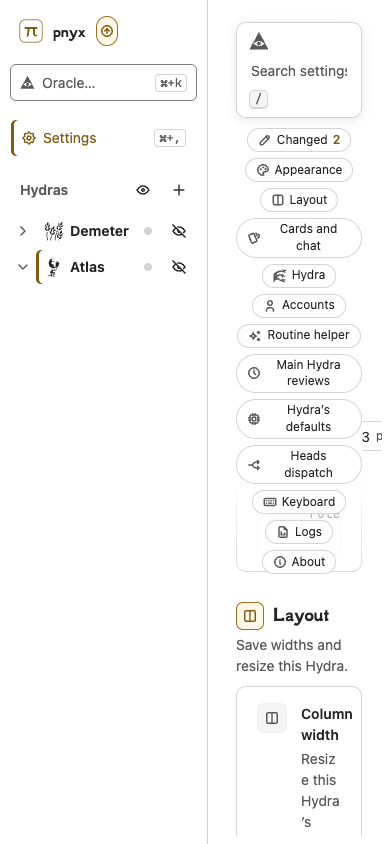 pnyx
Oracle... ⌘+k
Settings ⌘+,
Hydras
Demeter
Atlas
Search settings
/
Changed 2
Appearance
Layout
Cards and
chat
Hydra
Accounts
Routine helper
Main Hydra
reviews
Hydra's
defaults
3 p
Heads
dispatch
Keyboard
Logs
About
Layout
Save widths and
resize this Hydra.
Column
width
Resiz
e this
Hydra
's